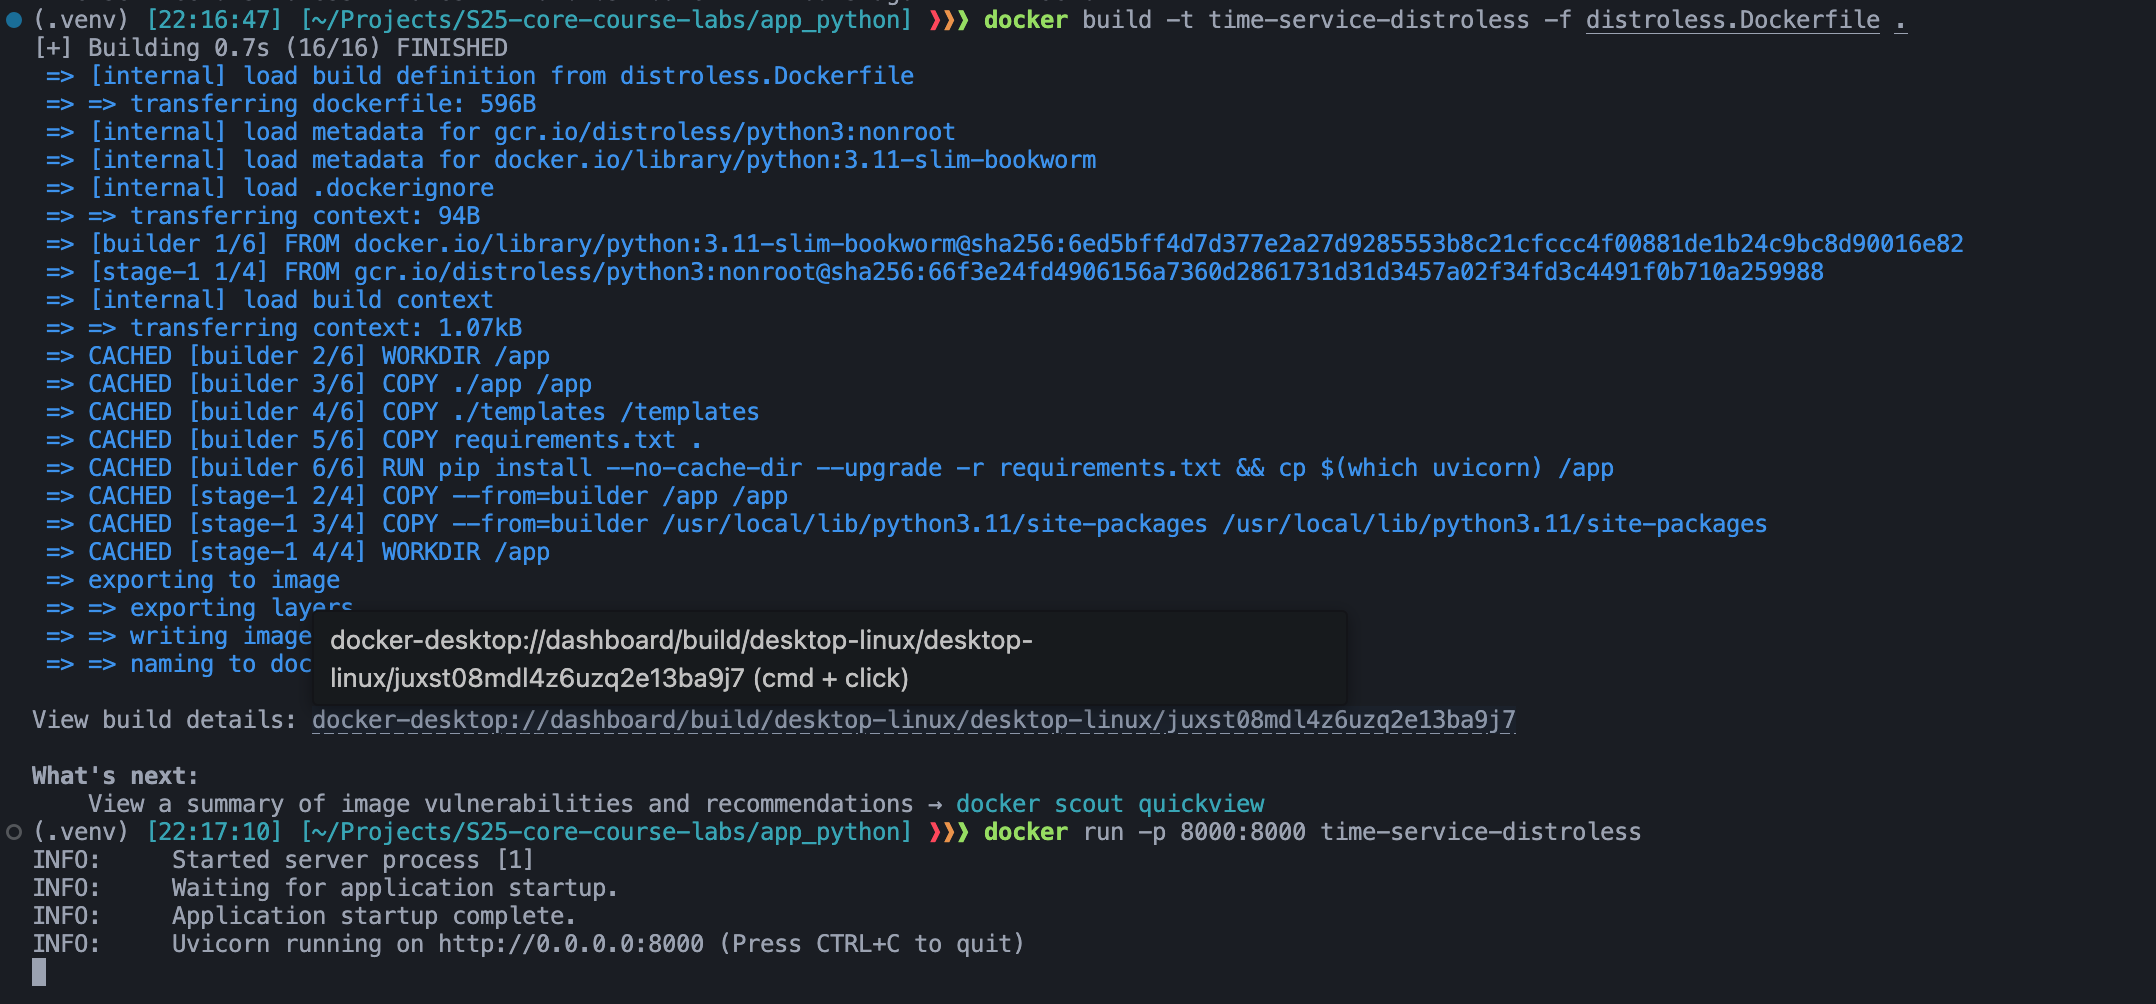 (.venv) [22:16:47] [~/Projects/S25-core-course-labs/app_python] ❯❯❯ docker build -t time-service-distroless -f distroless.Dockerfile .
[+] Building 0.7s (16/16) FINISHED
=> [internal] load build definition from distroless.Dockerfile
=> => transferring dockerfile: 596B
=> [internal] load metadata for gcr.io/distroless/python3:nonroot
=> [internal] load metadata for docker.io/library/python:3.11-slim-bookworm
=> [internal] load .dockerignore
=> => transferring context: 94B
=> [builder 1/6] FROM docker.io/library/python:3.11-slim-bookworm@sha256:6ed5bff4d7d377e2a27d9285553b8c21cfccc4f00881de1b24c9bc8d90016e82
=> [stage-1 1/4] FROM gcr.io/distroless/python3:nonroot@sha256:66f3e24fd4906156a7360d2861731d31d3457a02f34fd3c4491f0b710a259988
=> [internal] load build context
=> => transferring context: 1.07kB
=> CACHED [builder 2/6] WORKDIR /app
=> CACHED [builder 3/6] COPY ./app /app
=> CACHED [builder 4/6] COPY ./templates /templates
=> CACHED [builder 5/6] COPY requirements.txt .
=> CACHED [builder 6/6] RUN pip install --no-cache-dir --upgrade -r requirements.txt && cp $(which uvicorn) /app
=> CACHED [stage-1 2/4] COPY --from=builder /app /app
=> CACHED [stage-1 3/4] COPY --from=builder /usr/local/lib/python3.11/site-packages /usr/local/lib/python3.11/site-packages
=> CACHED [stage-1 4/4] WORKDIR /app
=> exporting to image
=> => exporting layers
=> => writing image
=> => naming to doc
docker-desktop://dashboard/build/desktop-linux/desktop-
linux/juxst08mdl4z6uzq2e13ba9j7 (cmd + click)
View build details: docker-desktop://dashboard/build/desktop-linux/desktop-linux/juxst08mdl4z6uzq2e13ba9j7
What's next:
View a summary of image vulnerabilities and recommendations → docker scout quickview
(.venv) [22:17:10] [~/Projects/S25-core-course-labs/app_python] ❯❯❯ docker run -p 8000:8000 time-service-distroless
INFO:     Started server process [1]
INFO:     Waiting for application startup.
INFO:     Application startup complete.
INFO:     Uvicorn running on http://0.0.0.0:8000 (Press CTRL+C to quit)